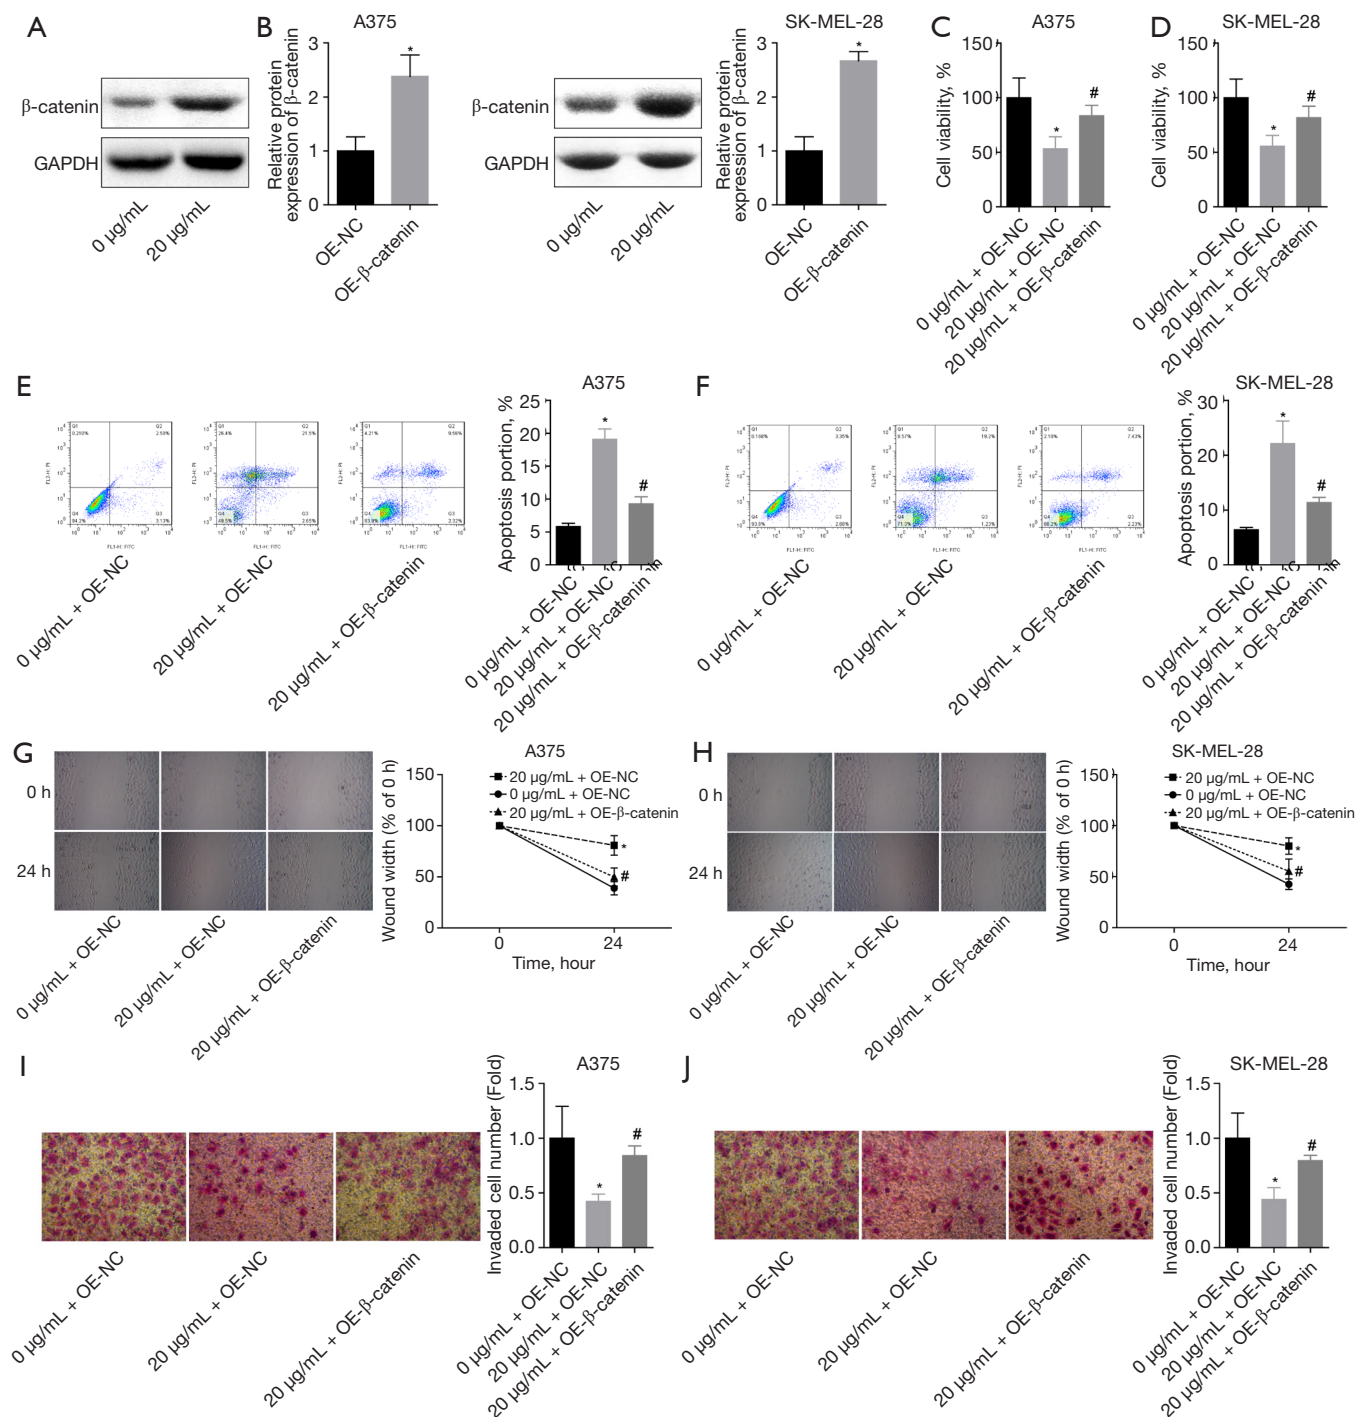 A
β-catenin
GAPDH
0 µg/mL
20 µg/mL
B
A375
Relative protein
expression of β-catenin
3
2
1
0
*
OE-NC
OE-β-catenin
β-catenin
GAPDH
0 µg/mL
20 µg/mL
SK-MEL-28
Relative protein
expression of β-catenin
3
2
1
0
*
OE-NC
OE-β-catenin
C
A375
Cell viability, %
150
100
50
0
*
#
0 µg/mL + OE-NC
20 µg/mL + OE-NC
20 µg/mL + OE-β-catenin
D
SK-MEL-28
Cell viability, %
150
100
50
0
*
#
0 µg/mL + OE-NC
20 µg/mL + OE-NC
20 µg/mL + OE-β-catenin
E
0 µg/mL + OE-NC
20 µg/mL + OE-NC
20 µg/mL + OE-β-catenin
A375
Apoptosis portion, %
25
20
15
10
5
0
*
#
0 µg/mL + OE-NC
20 µg/mL + OE-NC
20 µg/mL + OE-β-catenin
F
0 µg/mL + OE-NC
20 µg/mL + OE-NC
20 µg/mL + OE-β-catenin
SK-MEL-28
Apoptosis portion, %
30
20
10
0
*
#
0 µg/mL + OE-NC
20 µg/mL + OE-NC
20 µg/mL + OE-β-catenin
G
0 h
24 h
0 µg/mL + OE-NC
20 µg/mL + OE-NC
20 µg/mL + OE-β-catenin
A375
Wound width (% of 0 h)
150
100
50
0
20 µg/mL + OE-NC
0 µg/mL + OE-NC
20 µg/mL + OE-β-catenin
*
#
0
24
Time, hour
H
0 h
24 h
0 µg/mL + OE-NC
20 µg/mL + OE-NC
20 µg/mL + OE-β-catenin
SK-MEL-28
Wound width (% of 0 h)
150
100
50
0
20 µg/mL + OE-NC
0 µg/mL + OE-NC
20 µg/mL + OE-β-catenin
*
#
0
24
Time, hour
I
0 µg/mL + OE-NC
20 µg/mL + OE-NC
20 µg/mL + OE-β-catenin
A375
Invaded cell number (Fold)
1.5
1.0
0.5
0.0
*
#
0 µg/mL + OE-NC
20 µg/mL + OE-NC
20 µg/mL + OE-β-catenin
J
0 µg/mL + OE-NC
20 µg/mL + OE-NC
20 µg/mL + OE-β-catenin
SK-MEL-28
Invaded cell number (Fold)
1.5
1.0
0.5
0.0
*
#
0 µg/mL + OE-NC
20 µg/mL + OE-NC
20 µg/mL + OE-β-catenin